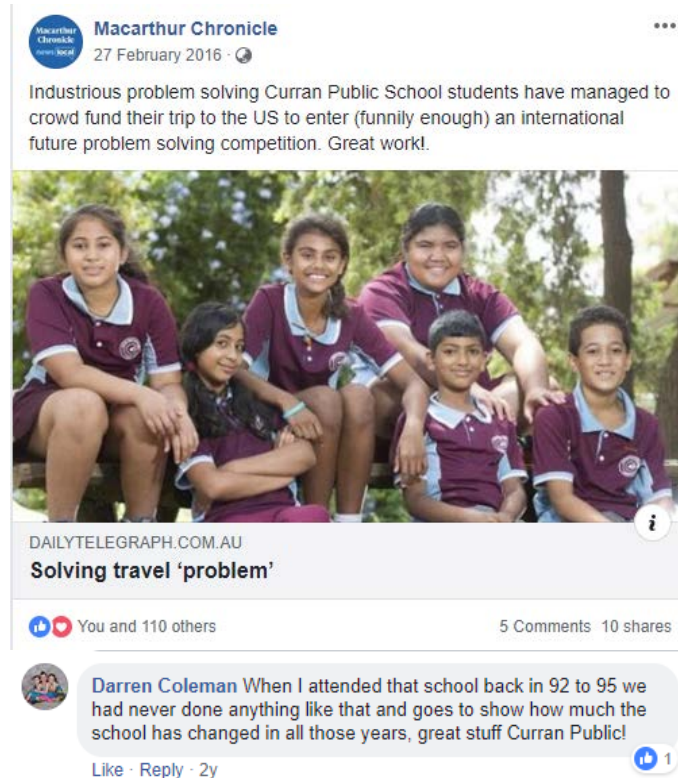 Macarthur
Chronicle
news local
Macarthur Chronicle
27 February 2016 ·
Industrious problem solving Curran Public School students have managed to
crowd fund their trip to the US to enter (funnily enough) an international
future problem solving competition. Great work!.
i
DAILYTELEGRAPH.COM.AU
Solving travel ‘problem’
You and 110 others
5 Comments 10 shares
Darren Coleman When I attended that school back in 92 to 95 we
had never done anything like that and goes to show how much the
school has changed in all those years, great stuff Curran Public!
1
Like · Reply · 2y